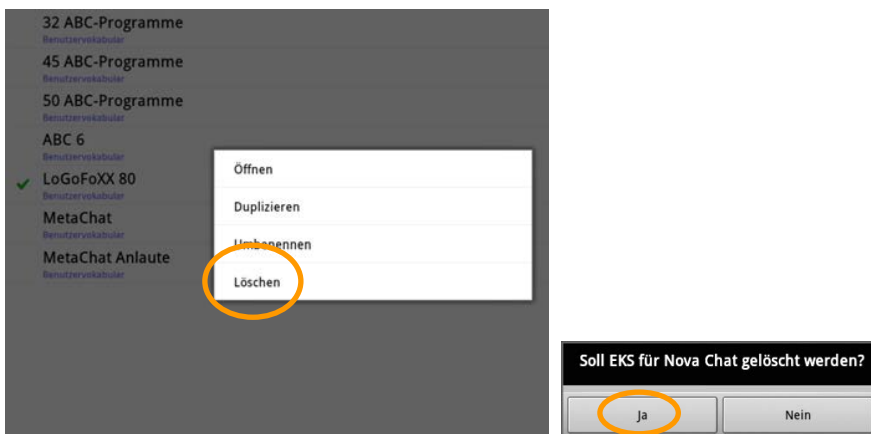 32 ABC-Programme
Benutzervokabular
45 ABC-Programme
Benutzervokabular
50 ABC-Programme
Benutzervokabular
ABC 6
Benutzervokabular
LoGoFoXX 80
Benutzervokabular
MetaChat
Benutzervokabular
MetaChat Anlaute
Benutzervokabular
Öffnen
Duplizieren
Umbenennen
Löschen
Soll EKS für Nova Chat gelöscht werden?
Ja Nein